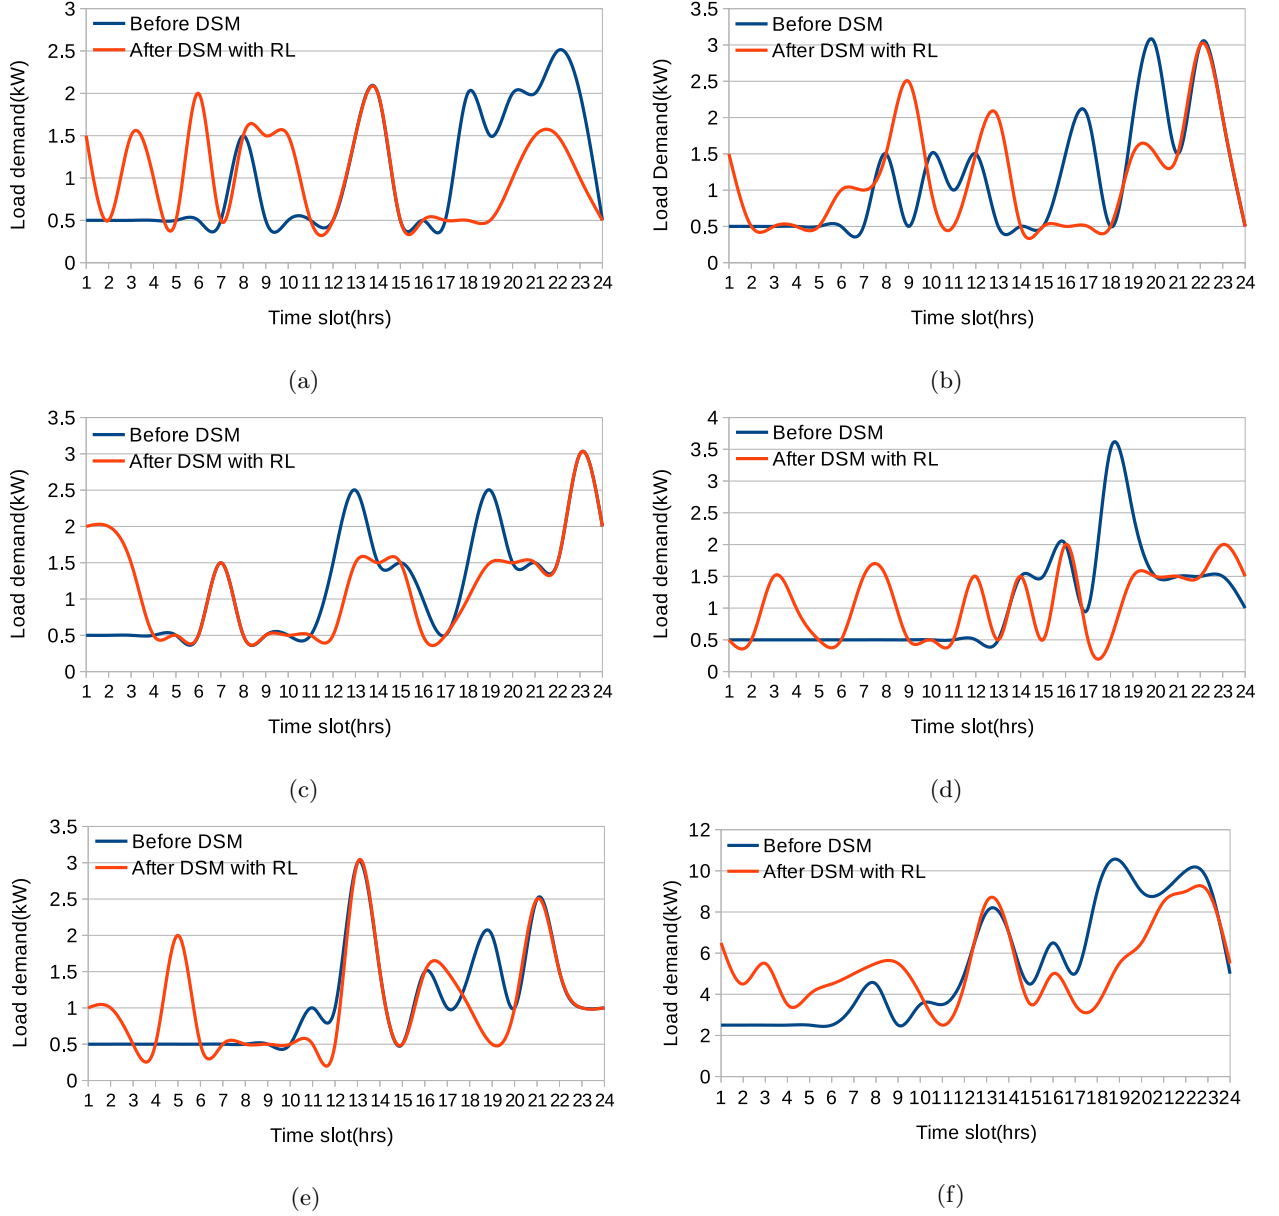 Load demand(kW)
3
2.5
2
1.5
1
0.5
0
Before DSM
After DSM with RL
1 2 3 4 5 6 7 8 9 10 11 12 13 14 15 16 17 18 19 20 21 22 23 24
Time slot(hrs)
(a)
Load Demand(kW)
3.5
3
2.5
2
1.5
1
0.5
0
Before DSM
After DSM with RL
1 2 3 4 5 6 7 8 9 10 11 12 13 14 15 16 17 18 19 20 21 22 23 24
Time slot(hrs)
(b)
Load demand(kW)
3.5
3
2.5
2
1.5
1
0.5
0
Before DSM
After DSM with RL
1 2 3 4 5 6 7 8 9 10 11 12 13 14 15 16 17 18 19 20 21 22 23 24
Time slot(hrs)
(c)
Load demand(kW)
4
3.5
3
2.5
2
1.5
1
0.5
0
Before DSM
After DSM with RL
1 2 3 4 5 6 7 8 9 10 11 12 13 14 15 16 17 18 19 20 21 22 23 24
Time slot(hrs)
(d)
Load demand(kW)
3.5
3
2.5
2
1.5
1
0.5
0
Before DSM
After DSM with RL
1 2 3 4 5 6 7 8 9 10 11 12 13 14 15 16 17 18 19 20 21 22 23 24
Time slot(hrs)
(e)
Load demand(kW)
12
10
8
6
4
2
0
Before DSM
After DSM with RL
1 2 3 4 5 6 7 8 9 10 11 12 13 14 15 16 17 18 19 20 21 22 23 24
Time slot(hrs)
(f)